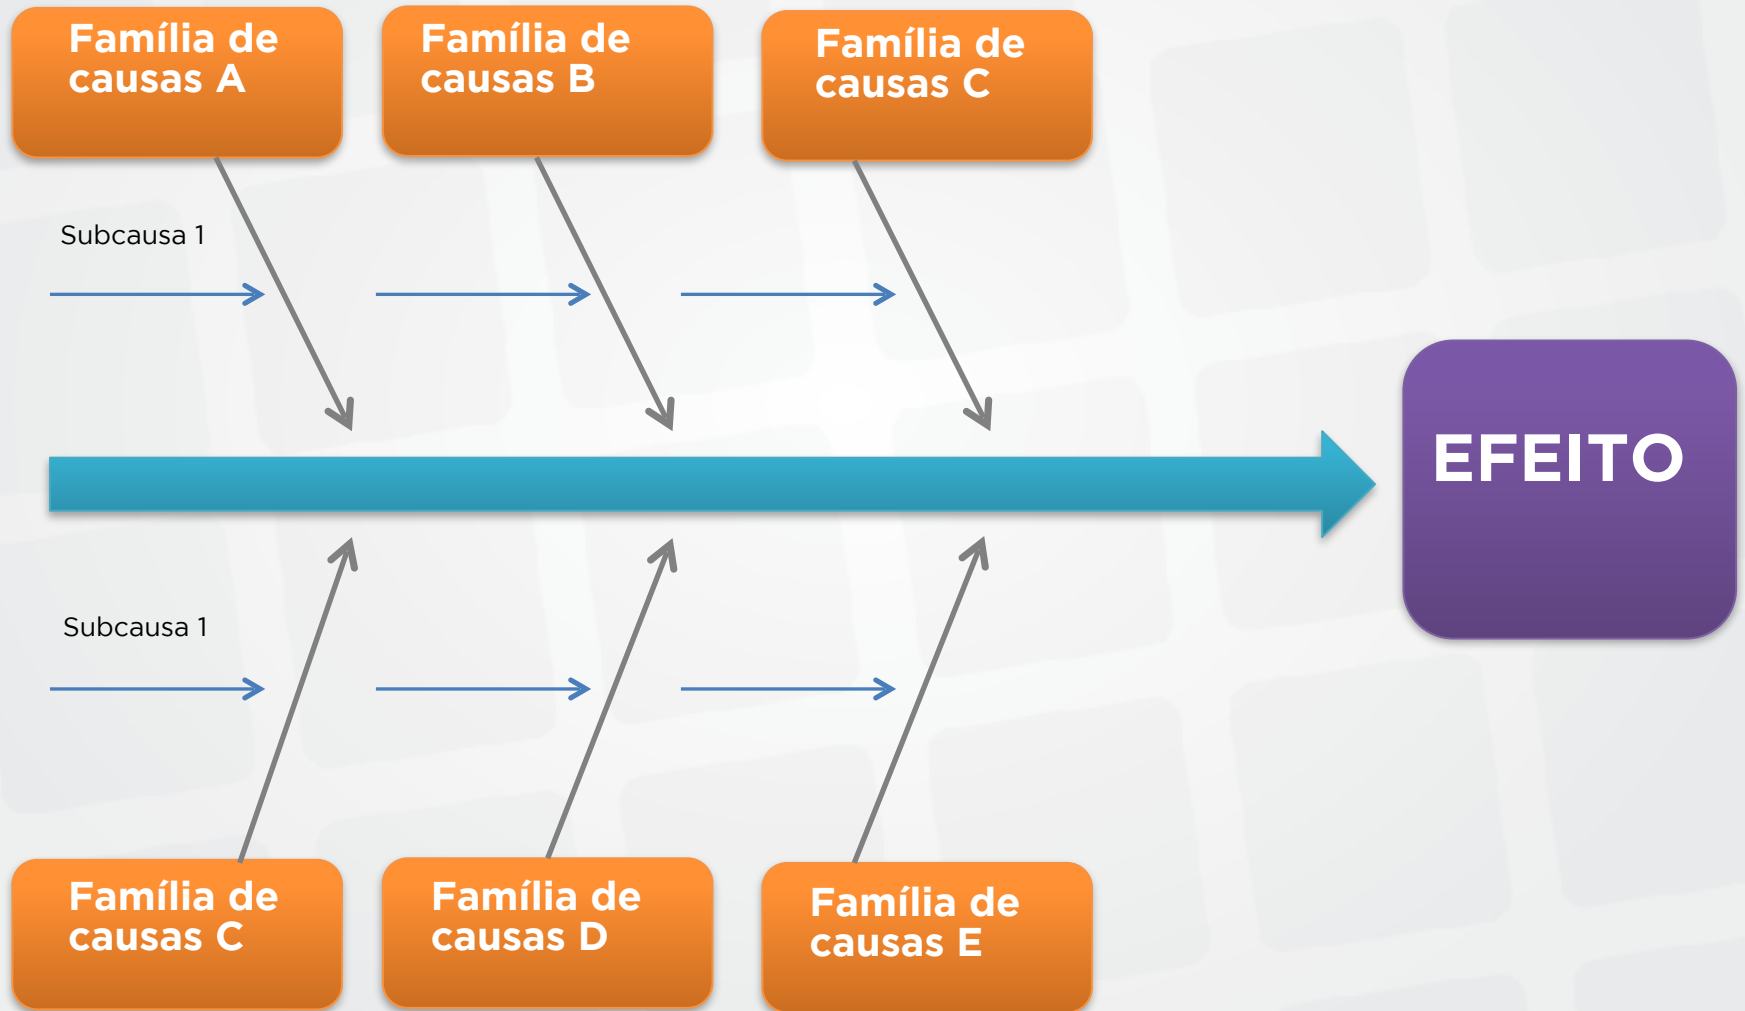 Família de
causas A
Família de
causas B
Família de
causas C
Subcausa 1
EFEITO
Subcausa 1
Família de
causas C
Família de
causas D
Família de
causas E